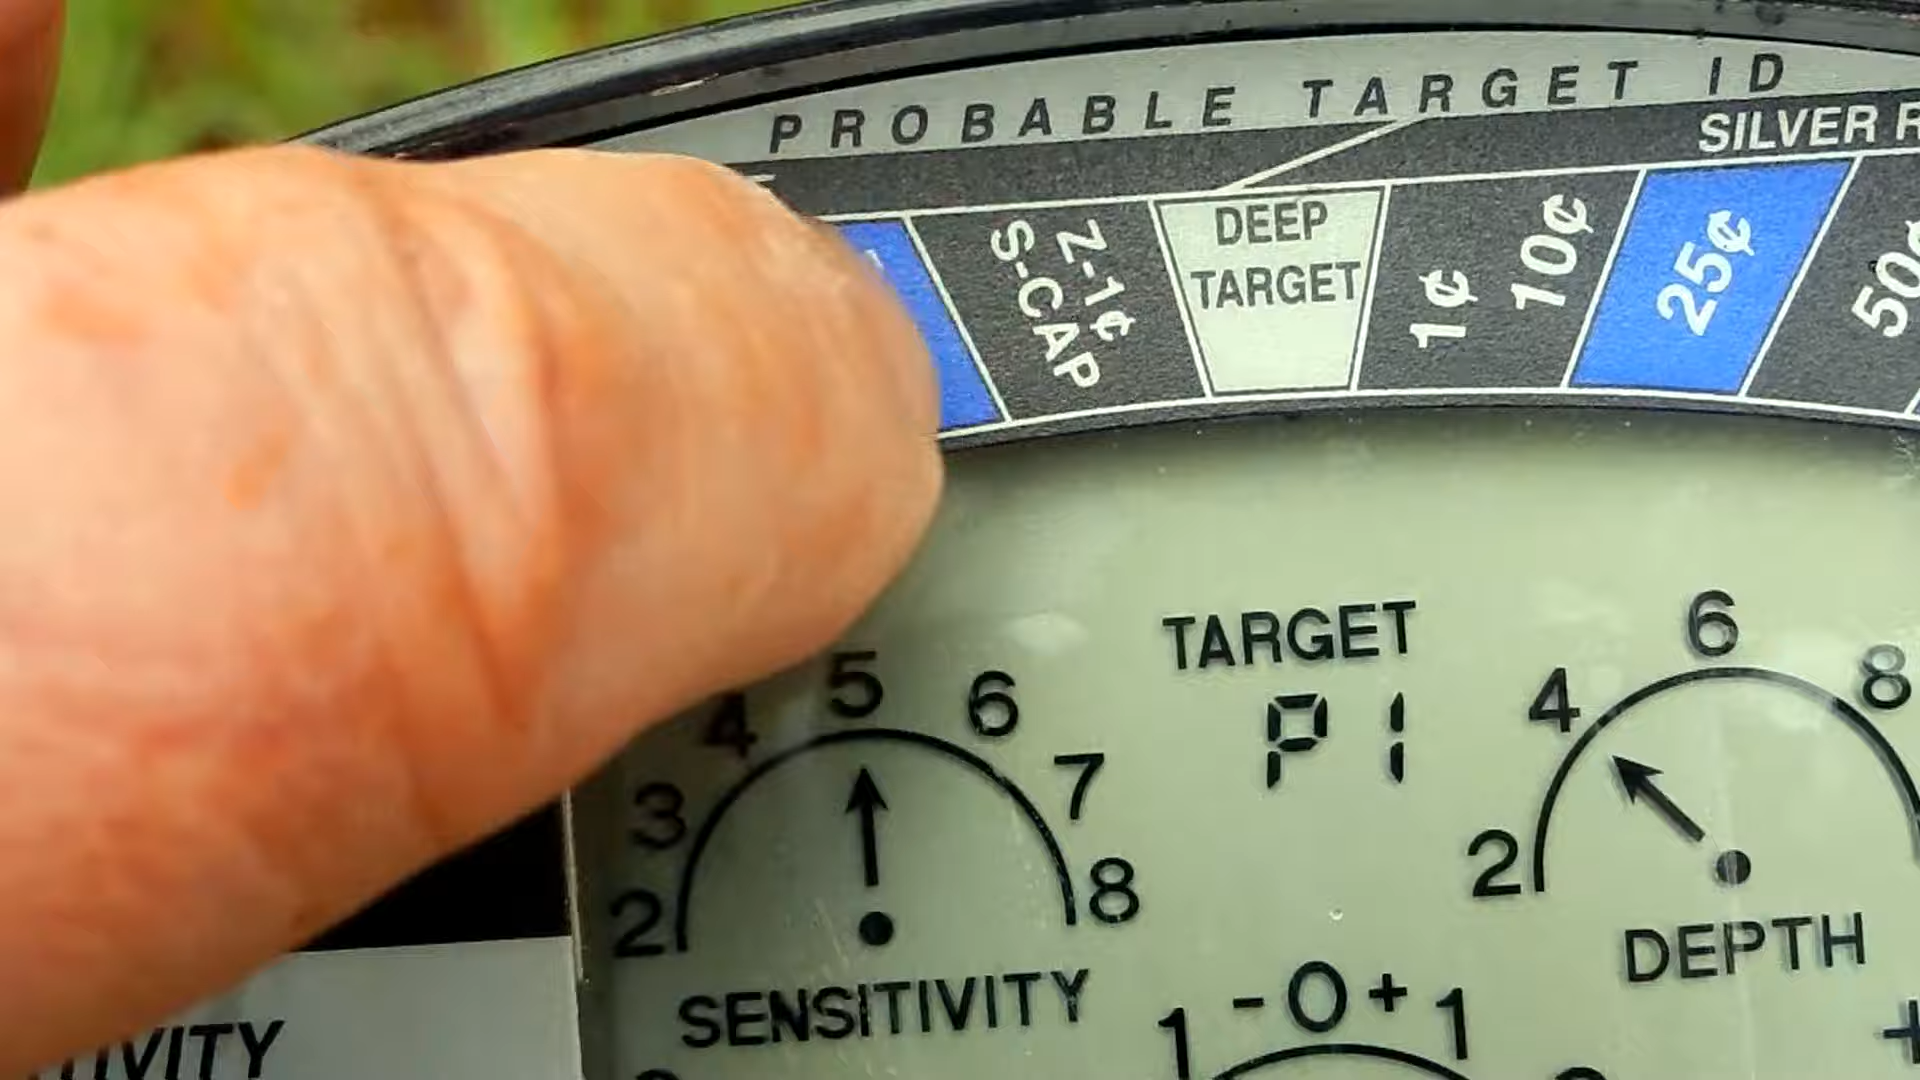 PROBABLE TARGET ID
SILVER
Z-1¢
S-CAP
DEEP
TARGET
1¢
10¢
25¢
50¢
TARGET
P1
2 3 4 5 6 7 8
SENSITIVITY
2 4 6 8
DEPTH
1 - 0 + 1
+